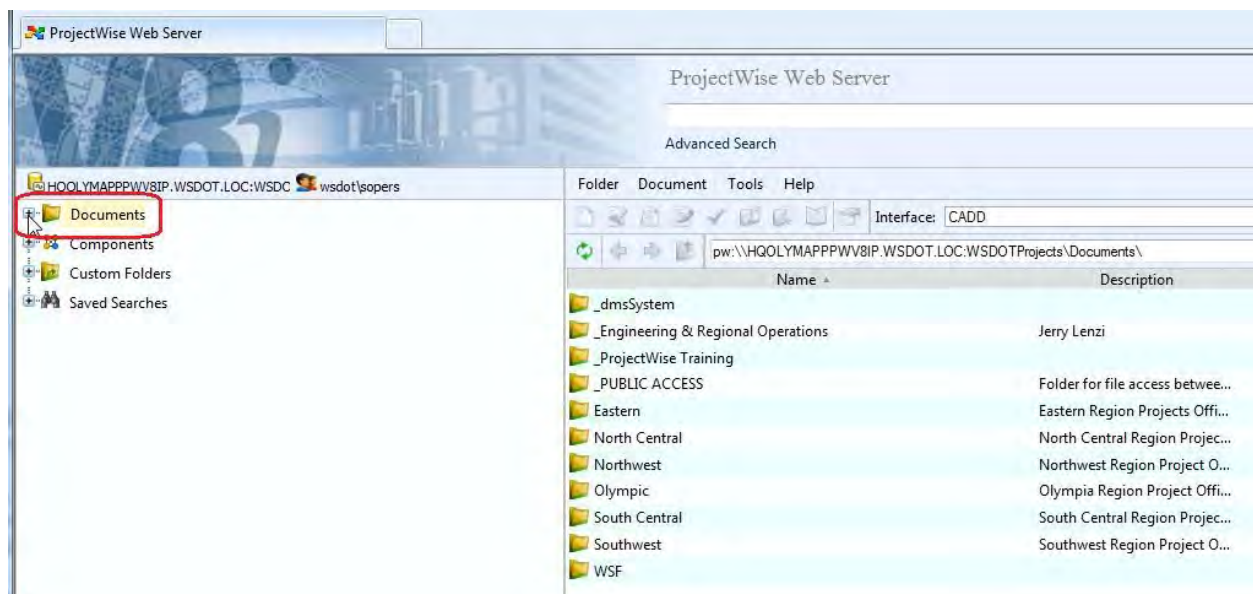 ProjectWise Web Server
V8i
ProjectWise Web Server
Advanced Search
HQOLYMAPPPWV8IP.WSDOT.LOC:WSDC wsdot\sopers
Documents
Components
Custom Folders
Saved Searches
Folder Document Tools Help
Interface: CADD
pw:\\HQOLYMAPPPWV8IP.WSDOT.LOC:WSDOTProjects\Documents\
Name Description
_dmsSystem
_Engineering & Regional Operations Jerry Lenzi
_ProjectWise Training
_PUBLIC ACCESS Folder for file access betwee...
Eastern Eastern Region Projects Offi...
North Central North Central Region Projec...
Northwest Northwest Region Project O...
Olympic Olympia Region Project Offi...
South Central South Central Region Projec...
Southwest Southwest Region Project O...
WSF